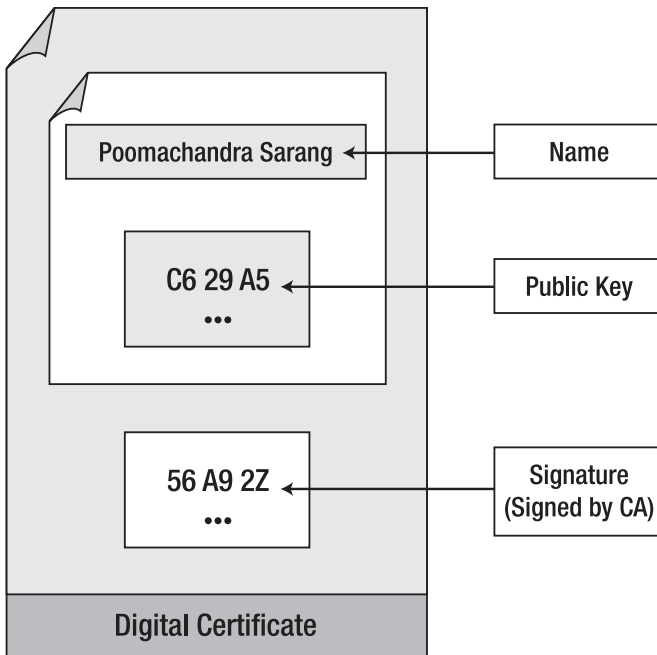 Poomachandra Sarang
Name
C6 29 A5
•••
Public Key
56 A9 2Z
•••
Signature
(Signed by CA)
Digital Certificate